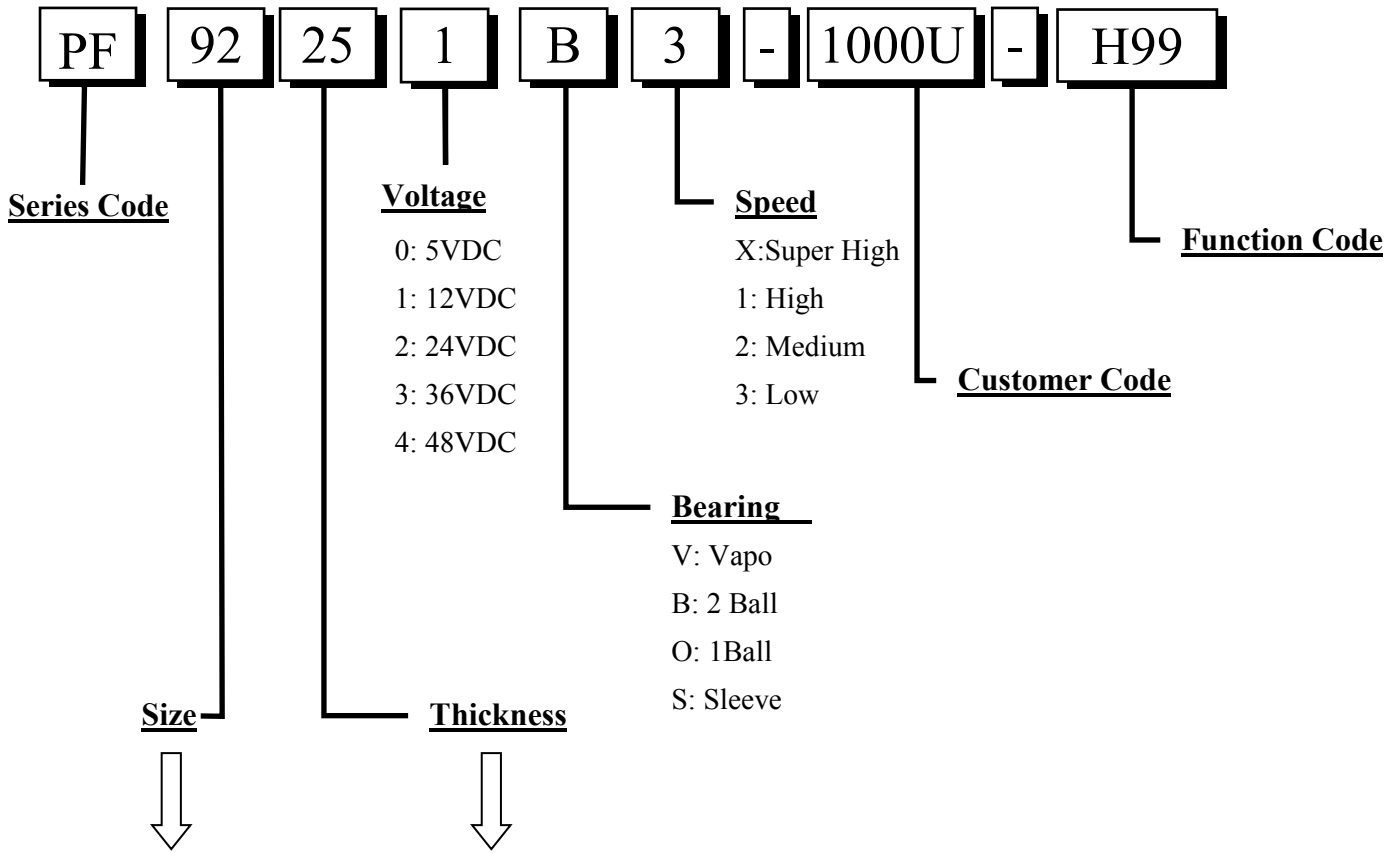 PF 92 25 1 B 3 - 1000U - H99
Series Code
Voltage
0: 5VDC
1: 12VDC
2: 24VDC
3: 36VDC
4: 48VDC
Speed
X:Super High
1: High
2: Medium
3: Low
Function Code
Customer Code
Bearing
V: Vapo
B: 2 Ball
O: 1Ball
S: Sleeve
Size
Thickness